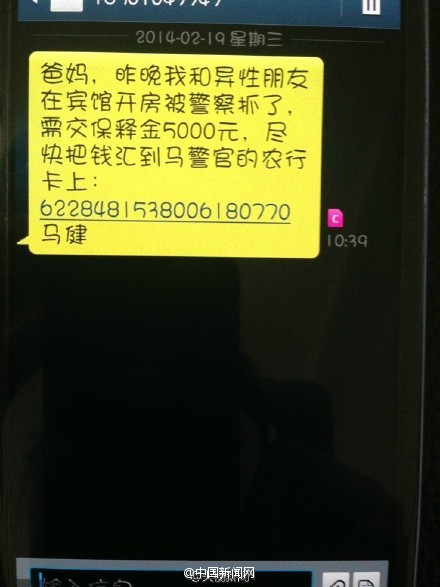 2014-02-19 星期三
爸妈，昨晚我和异性朋友
在宾馆开房被警察抓了，
需交保释金5000元，尽
快把钱汇到马警官的农行
卡上：
6228481538006180770
马健
C
10:39
输入信息
@中国新闻网